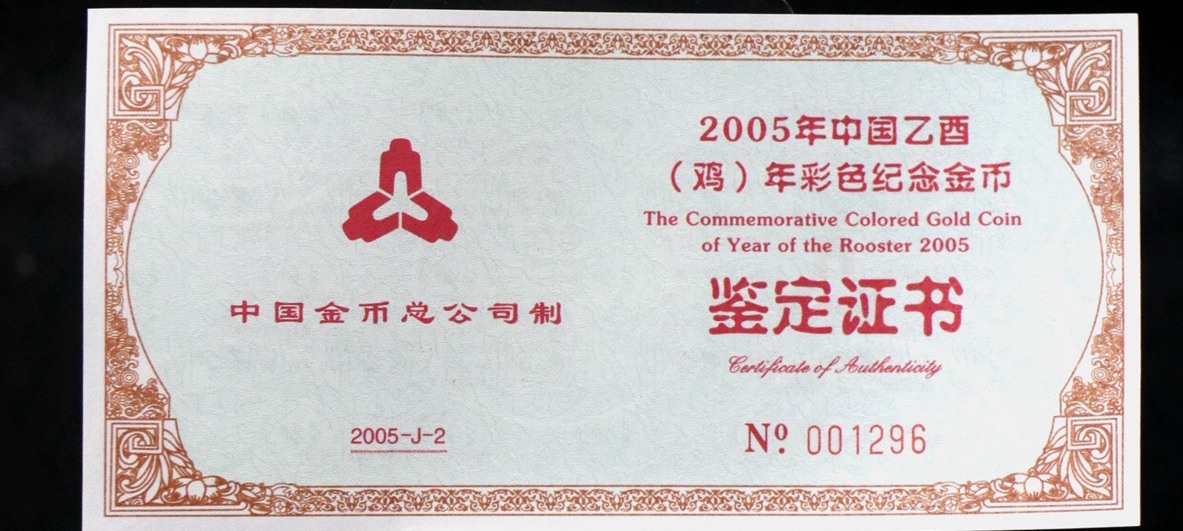 中国金币总公司制
2005-J-2
2005年中国乙酉
（鸡）年彩色纪念金币
The Commemorative Colored Gold Coin
of Year of the Rooster 2005
鉴定证书
Certificate of Authenticity
Nº 001296